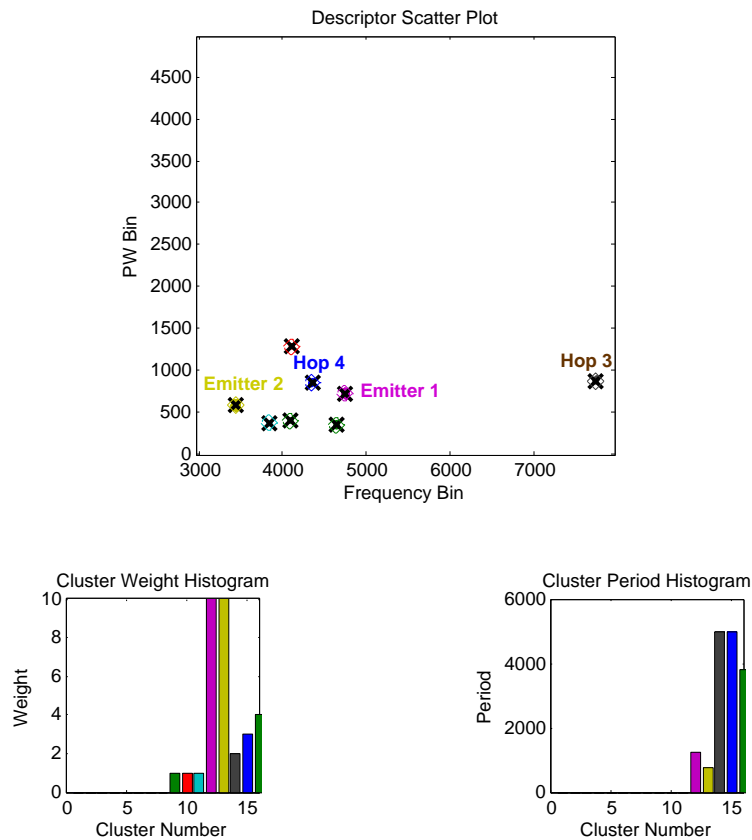 Descriptor Scatter Plot
4500
4000
3500
3000
2500
2000
1500
1000
500
0
PW Bin
Hop 4
Hop 3
Emitter 2
Emitter 1
3000 4000 5000 6000 7000
Frequency Bin
Cluster Weight Histogram
10
8
6
4
2
0
Weight
0 5 10 15
Cluster Number
Cluster Period Histogram
6000
4000
2000
0
Period
0 5 10 15
Cluster Number